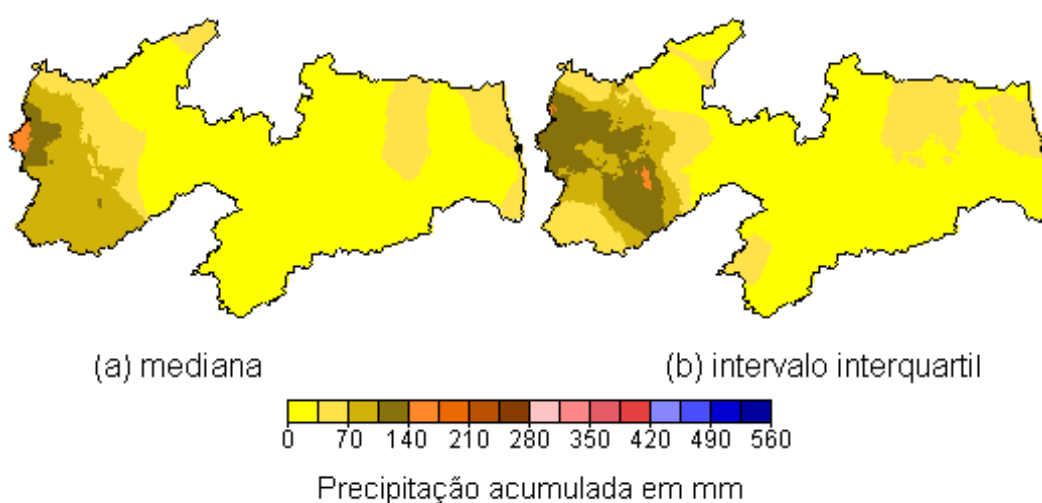 (a) mediana
(b) intervalo interquartil
0 70 140 210 280 350 420 490 560
Precipitação acumulada em mm